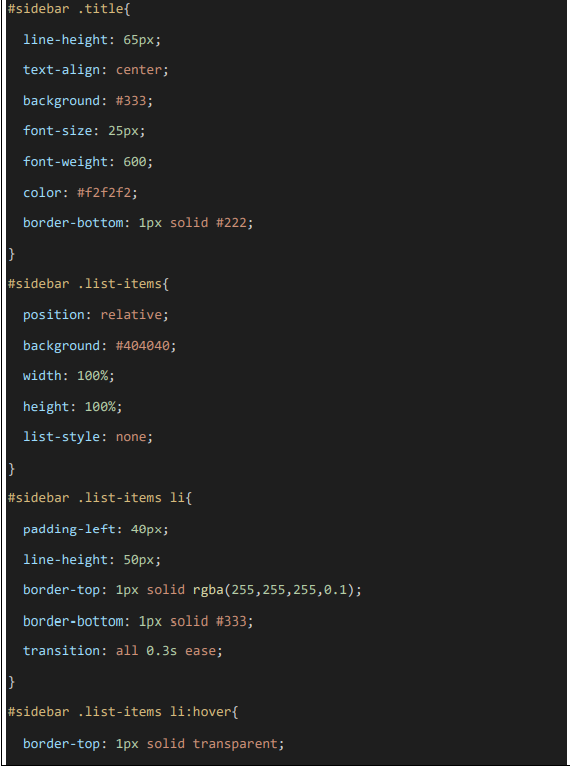 #sidebar .title{
line-height: 65px;
text-align: center;
background: #333;
font-size: 25px;
font-weight: 600;
color: #f2f2f2;
border-bottom: 1px solid #222;
}
#sidebar .list-items{
position: relative;
background: #404040;
width: 100%;
height: 100%;
list-style: none;
}
#sidebar .list-items li{
padding-left: 40px;
line-height: 50px;
border-top: 1px solid rgba(255,255,255,0.1);
border-bottom: 1px solid #333;
transition: all 0.3s ease;
}
#sidebar .list-items li:hover{
border-top: 1px solid transparent;